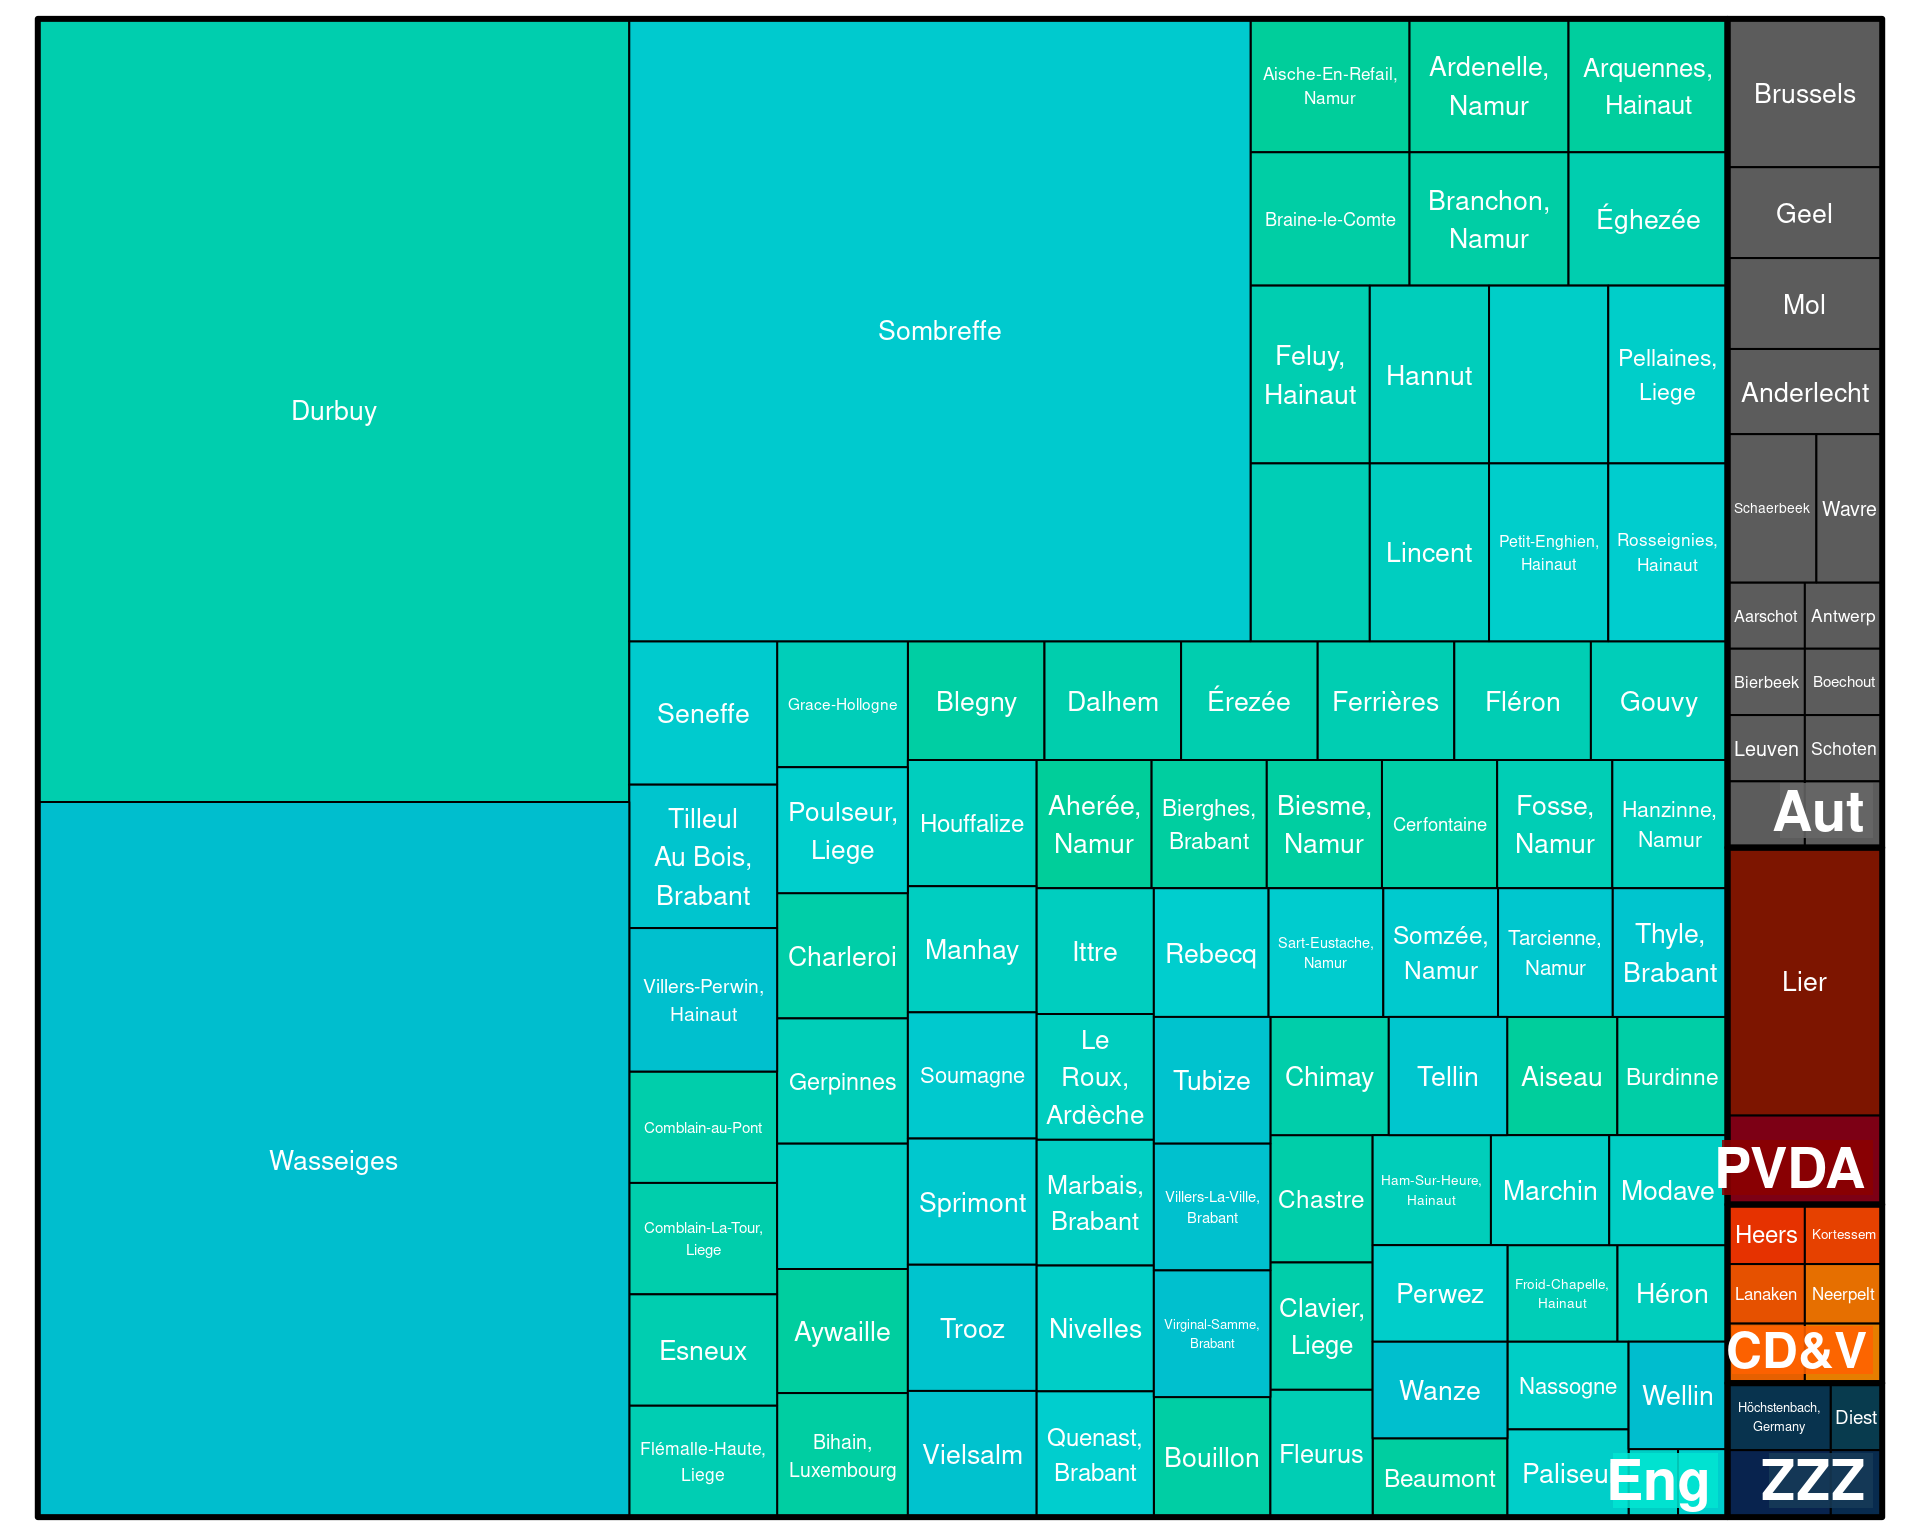 Durbuy
Wasseiges
Sombreffe
Aische-En-Refail,
Namur
Ardenelle,
Namur
Arquennes,
Hainaut
Braine-le-Comte
Branchon,
Namur
Éghezée
Feluy,
Hainaut
Hannut
Pellaines,
Liege
Lincent
Petit-Enghien,
Hainaut
Rosseignies,
Hainaut
Seneffe
Tilleul
Au Bois,
Brabant
Villers-Perwin,
Hainaut
Comblain-au-Pont
Comblain-La-Tour,
Liege
Esneux
Flémalle-Haute,
Liege
Grace-Hollogne
Poulseur,
Liege
Charleroi
Gerpinnes
Aywaille
Bihain,
Luxembourg
Blegny
Dalhem
Érezée
Ferrières
Fléron
Gouvy
Houffalize
Manhay
Soumagne
Sprimont
Trooz
Vielsalm
Aherée,
Namur
Bierghes,
Brabant
Biesme,
Namur
Cerfontaine
Fosse,
Namur
Hanzinne,
Namur
Ittre
Le
Roux,
Ardèche
Marbais,
Brabant
Nivelles
Quenast,
Brabant
Rebecq
Sart-Eustache,
Namur
Somzée,
Namur
Tarcienne,
Namur
Thyle,
Brabant
Tubize
Villers-La-Ville,
Brabant
Virginal-Samme,
Brabant
Bouillon
Chimay
Tellin
Aiseau
Burdinne
Chastre
Clavier,
Liege
Fleurus
Ham-Sur-Heure,
Hainaut
Marchin
Modave
Perwez
Froid-Chapelle,
Hainaut
Héron
Wanze
Nassogne
Wellin
Beaumont
Paliseu
Eng
Brussels
Geel
Mol
Anderlecht
Schaerbeek
Wavre
Aarschot
Antwerp
Bierbeek
Boechout
Leuven
Schoten
Aut
Lier
PVDA
Heers
Kortessem
Lanaken
Neerpelt
CD&V
Höchstenbach,
Germany
Diest
ZZZ